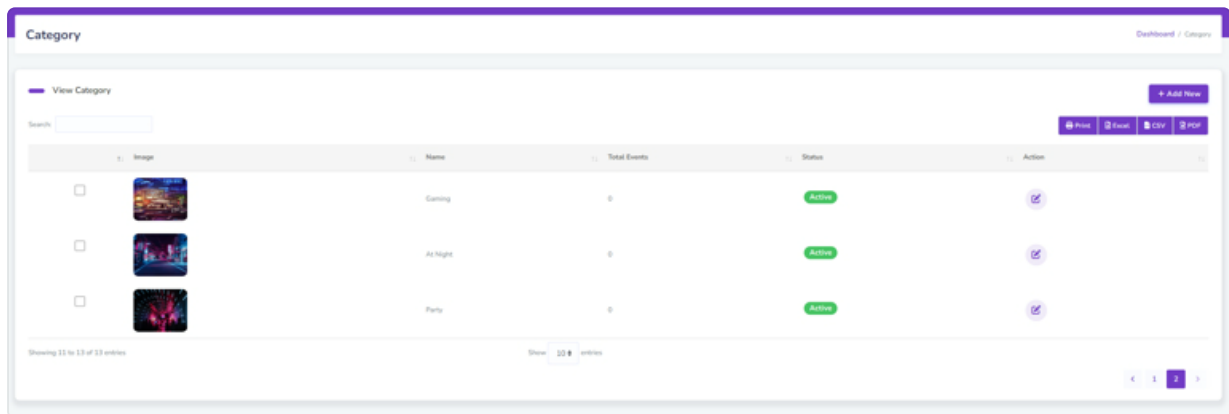 Category
Dashboard / Category
View Category
+ Add New
Search:
Print Excel CSV PDF
Image Name Total Events Status Action
Gaming 0 Active
At Night 0 Active
Party 0 Active
Showing 11 to 13 of 13 entries
Show 10 entries
< 1 2 >